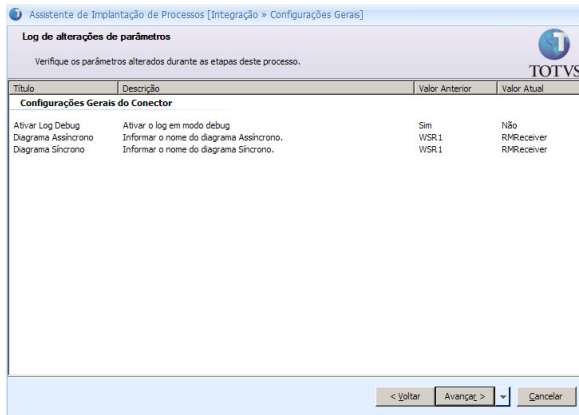 Assistente de Implantação de Processos [Integração » Configurações Gerais]
Log de alterações de parâmetros
Verifique os parâmetros alterados durante as etapas deste processo.
TOTVS
Título Descrição Valor Anterior Valor Atual
Configurações Gerais do Conector
Ativar Log Debug Ativar o log em modo debug Sim Não
Diagrama Assíncrono Informar o nome do diagrama Assíncrono. WSR1 RMReceiver
Diagrama Síncrono Informar o nome do diagrama Síncrono. WSR1 RMReceiver
< Voltar Avançar > Cancelar